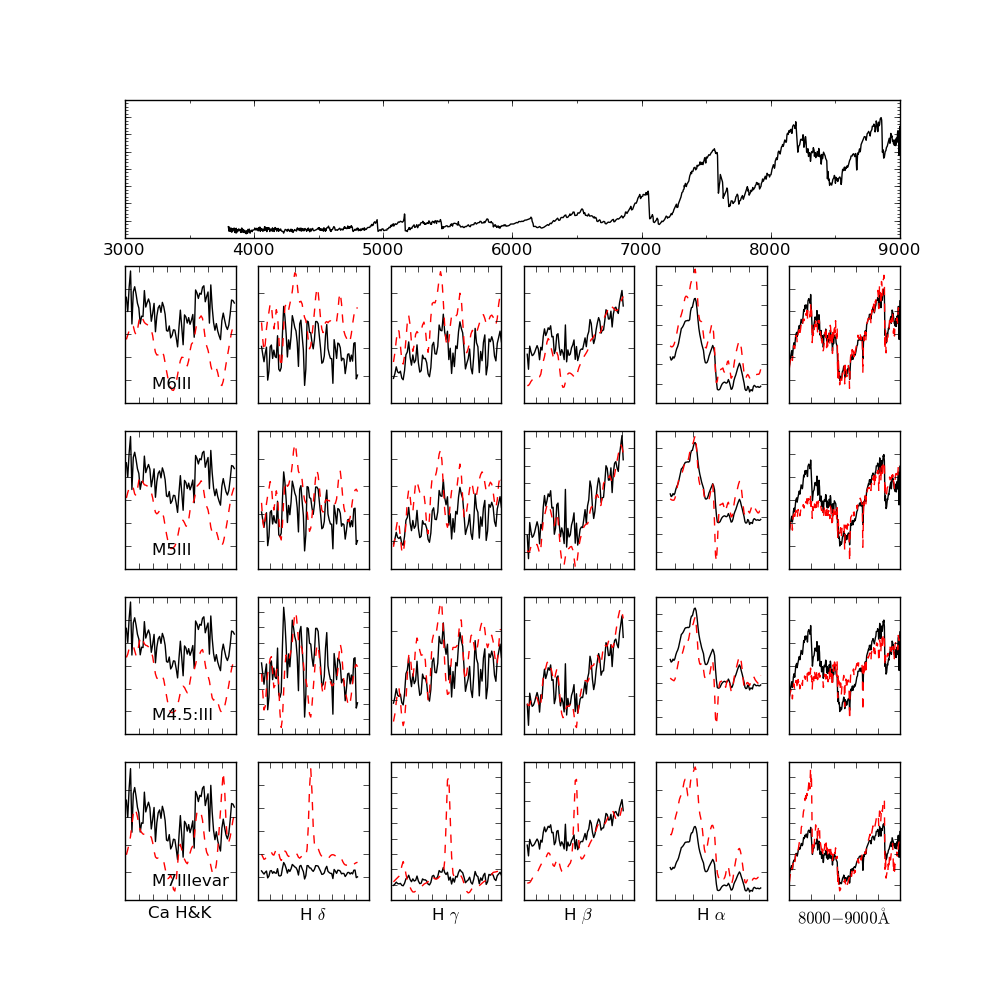 3000 4000 5000 6000 7000 8000 9000
M6III
M5III
M4.5:III
M7IIIevar
Ca H&K H δ H γ H β H α 8000−9000Å